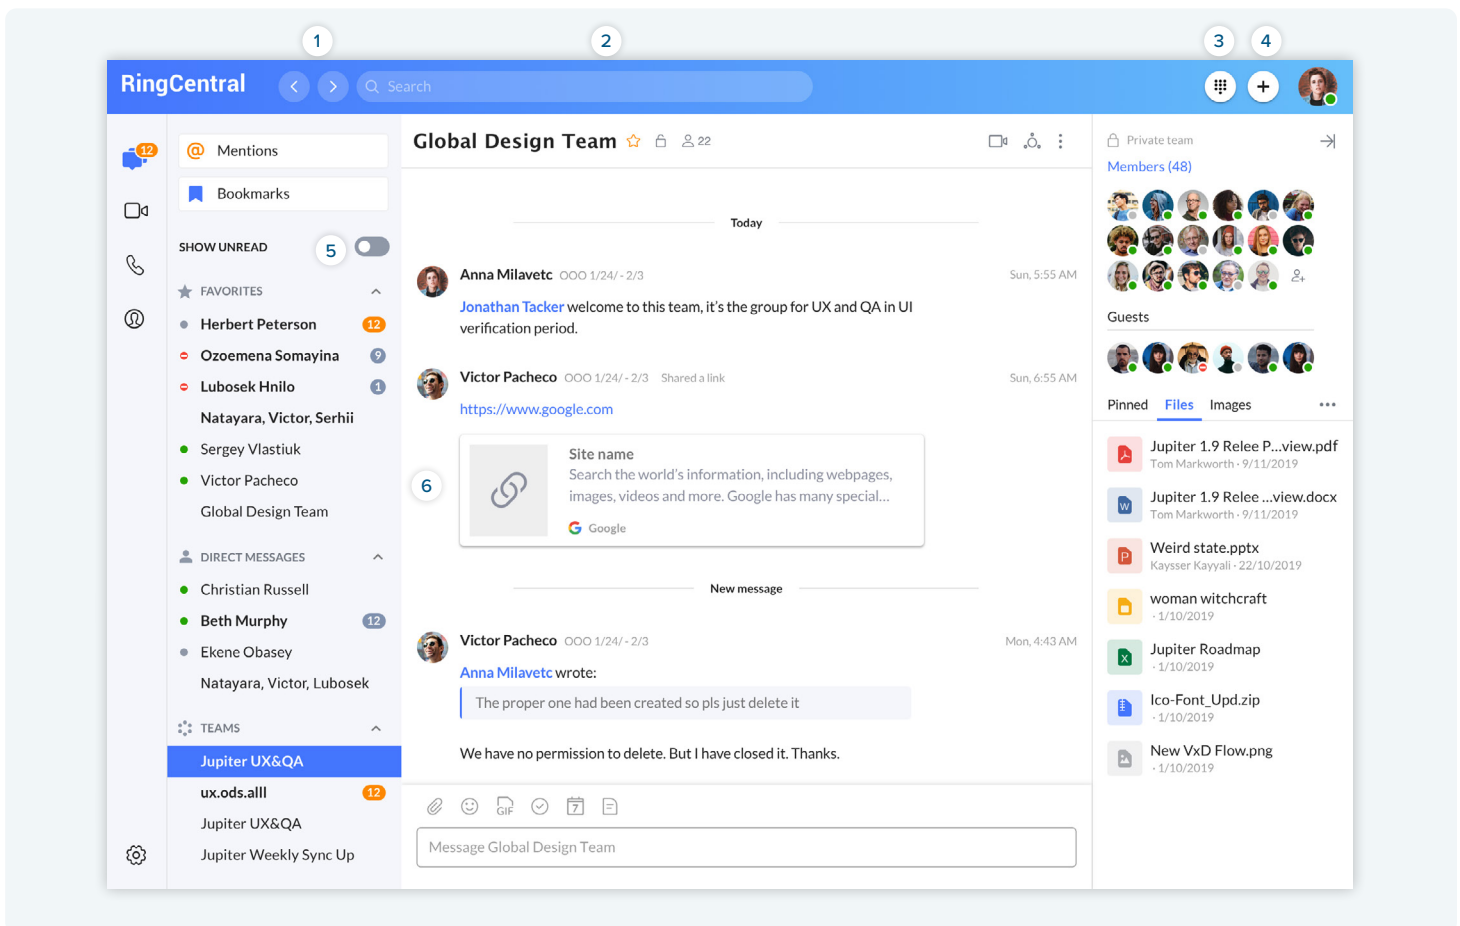 1
2
3
4
RingCentral
Search
12
Mentions
Bookmarks
SHOW UNREAD
5
FAVORITES
Herbert Peterson 12
Ozoemena Somayina 9
Lubosek Hnilo 1
Natayara, Victor, Serhii
Sergey Vlastiuk
Victor Pacheco
Global Design Team
DIRECT MESSAGES
Christian Russell
Beth Murphy 12
Ekene Obasey
Natayara, Victor, Lubosek
TEAMS
Jupiter UX&QA
ux.ods.alll 12
Jupiter UX&QA
Jupiter Weekly Sync Up
Global Design Team 22
Today
Anna Milavetc OOO 1/24/ - 2/3 Sun, 5:55 AM
Jonathan Tacker welcome to this team, it's the group for UX and QA in UI
verification period.
Victor Pacheco OOO 1/24/ - 2/3 Shared a link Sun, 6:55 AM
https://www.google.com
6
Site name
Search the world's information, including webpages,
images, videos and more. Google has many special...
G Google
New message
Victor Pacheco OOO 1/24/ - 2/3 Mon, 4:43 AM
Anna Milavetc wrote:
The proper one had been created so pls just delete it
We have no permission to delete. But I have closed it. Thanks.
GIF 7
Message Global Design Team
Private team
Members (48)
Guests
Pinned Files Images
Jupiter 1.9 Relee P...view.pdf
Tom Markworth · 9/11/2019
W Jupiter 1.9 Relee ...view.docx
Tom Markworth · 9/11/2019
P Weird state.pptx
Kaysser Kayyali · 22/10/2019
woman witchcraft
· 1/10/2019
X Jupiter Roadmap
· 1/10/2019
Ico-Font_Upd.zip
· 1/10/2019
New VxD Flow.png
· 1/10/2019